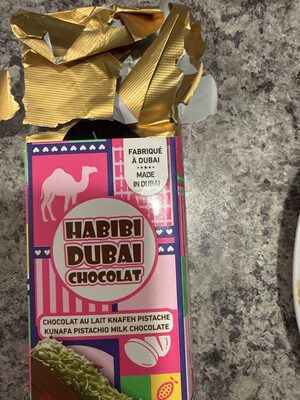 FABRIQUÉ
À DUBAI
MADE
IN DUBAI
HABIBI
DUBAI
CHOCOLAT
CHOCOLAT AU LAIT KNAFEH PISTACHE
KUNAFA PISTACHIO MILK CHOCOLATE